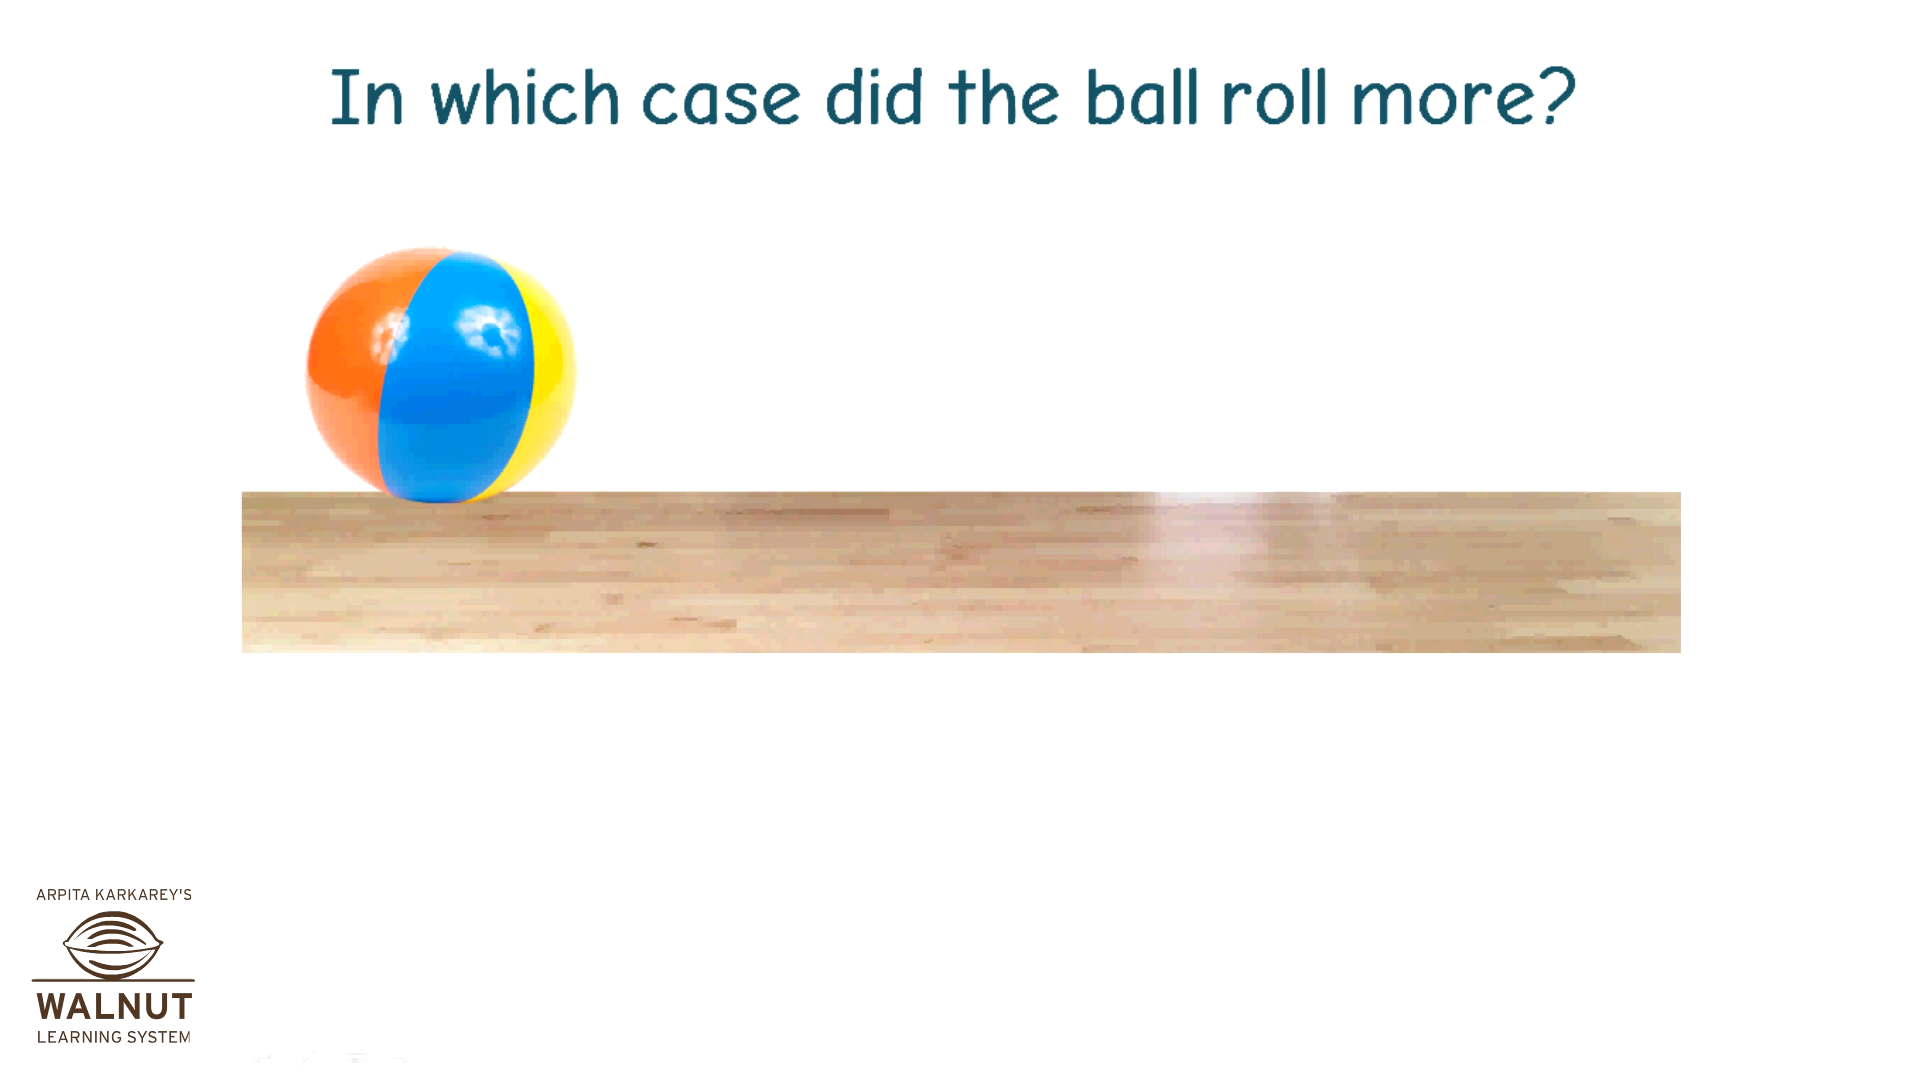 In which case did the ball roll more?
ARPITA KARKAREY'S
WALNUT
LEARNING SYSTEM